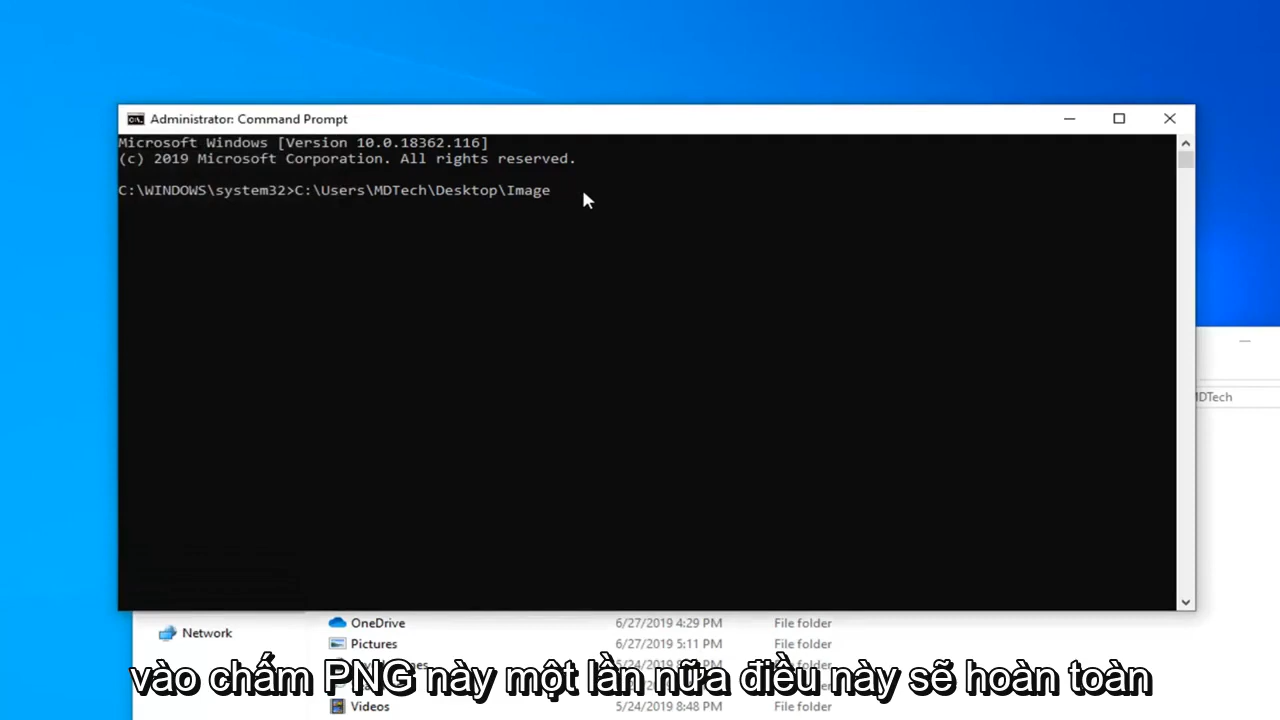 Administrator: Command Prompt
Microsoft Windows [Version 10.0.18362.116]
(c) 2019 Microsoft Corporation. All rights reserved.
C:\WINDOWS\system32>C:\Users\MDTech\Desktop\Image
MDTech
OneDrive 6/27/2019 4:29 PM File folder
Network
Pictures 6/27/2019 5:11 PM File folder
File folder
File folder
Videos 5/24/2019 8:48 PM File folder
vào chấm PNG này một lần nữa điều này sẽ hoàn toàn